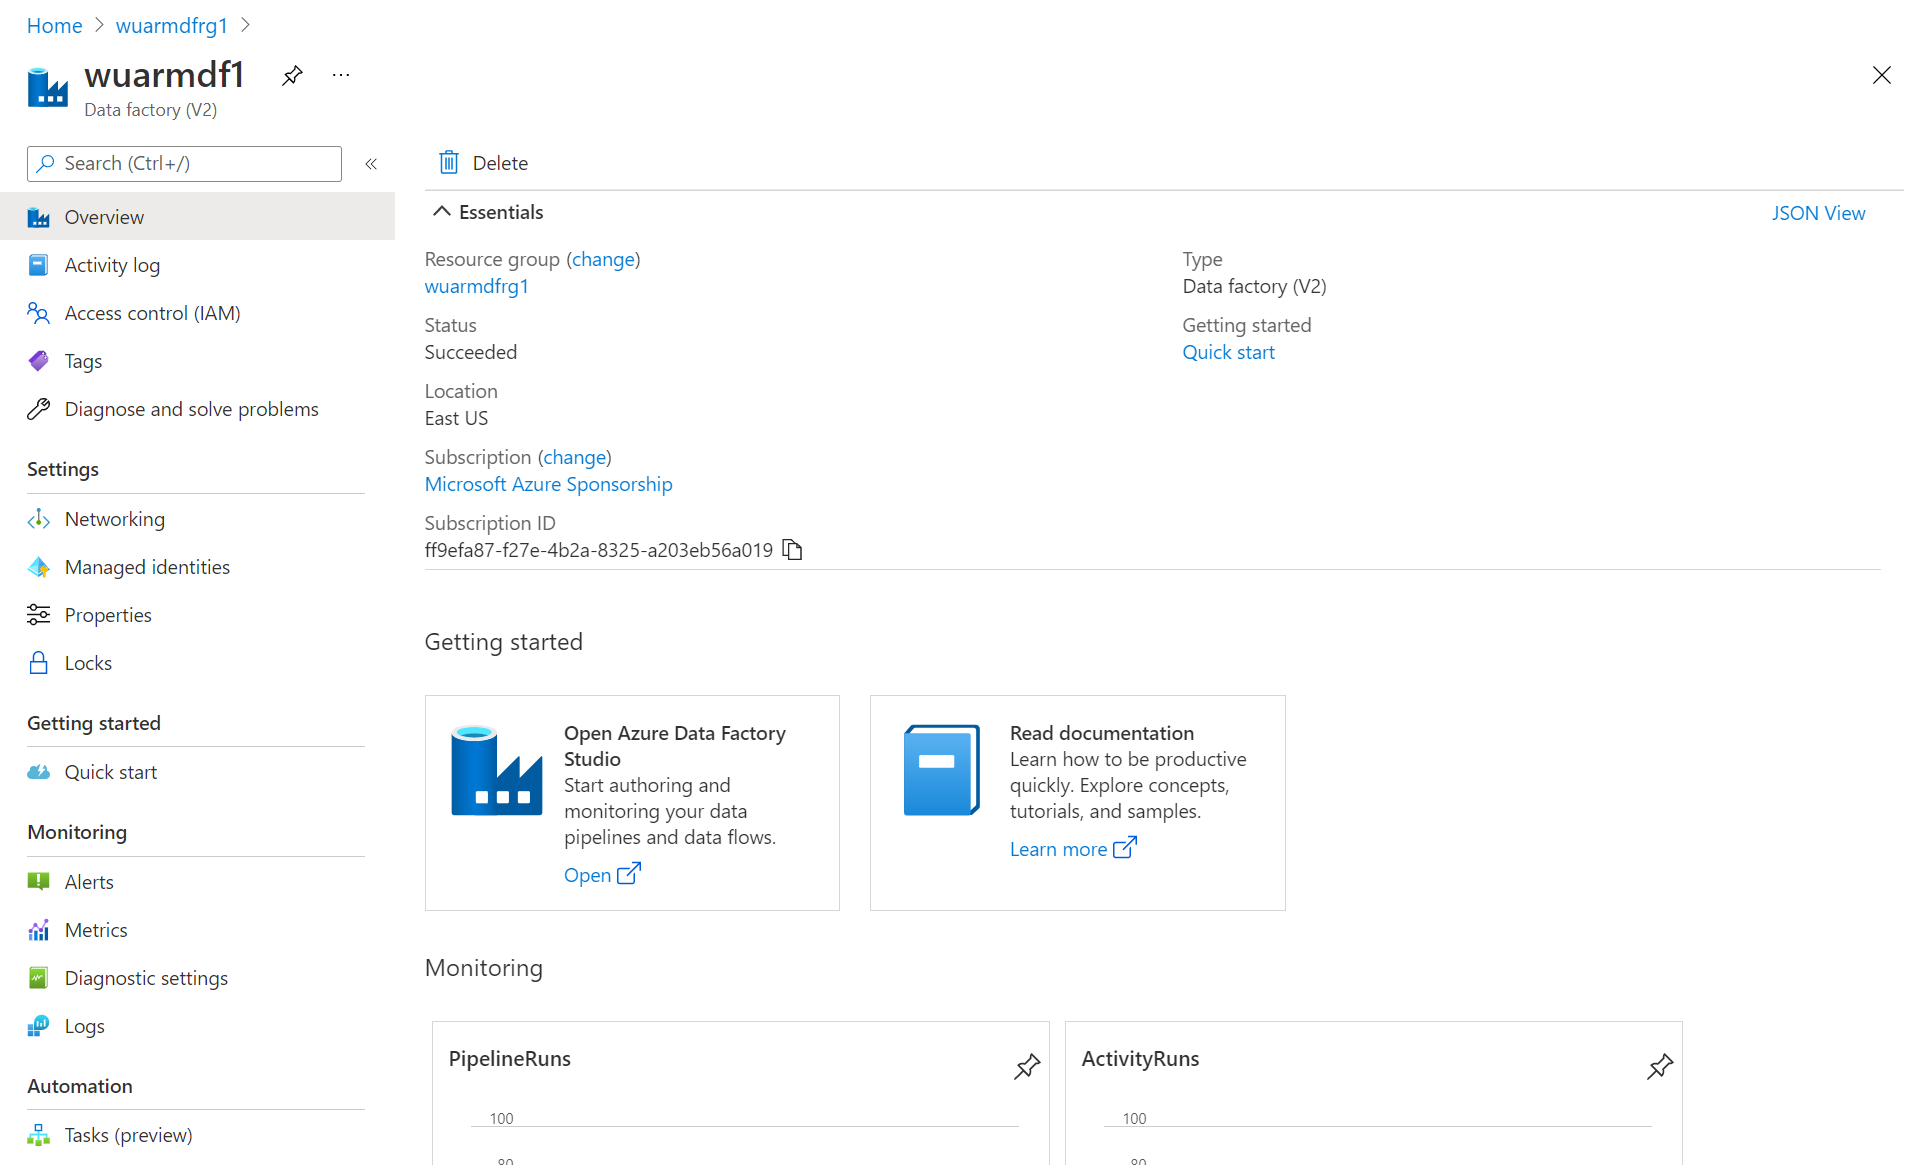 Home > wuarmdfrg1 >
wuarmdf1
Data factory (V2)
Search (Ctrl+/)
«
Overview
Activity log
Access control (IAM)
Tags
Diagnose and solve problems
Settings
Networking
Managed identities
Properties
Locks
Getting started
Quick start
Monitoring
Alerts
Metrics
Diagnostic settings
Logs
Automation
Tasks (preview)
Delete
Essentials
JSON View
Resource group (change)
wuarmdfrg1
Status
Succeeded
Location
East US
Subscription (change)
Microsoft Azure Sponsorship
Subscription ID
ff9efa87-f27e-4b2a-8325-a203eb56a019
Type
Data factory (V2)
Getting started
Quick start
Getting started
Open Azure Data Factory
Studio
Start authoring and
monitoring your data
pipelines and data flows.
Open
Read documentation
Learn how to be productive
quickly. Explore concepts,
tutorials, and samples.
Learn more
Monitoring
PipelineRuns
100
80
ActivityRuns
100
80